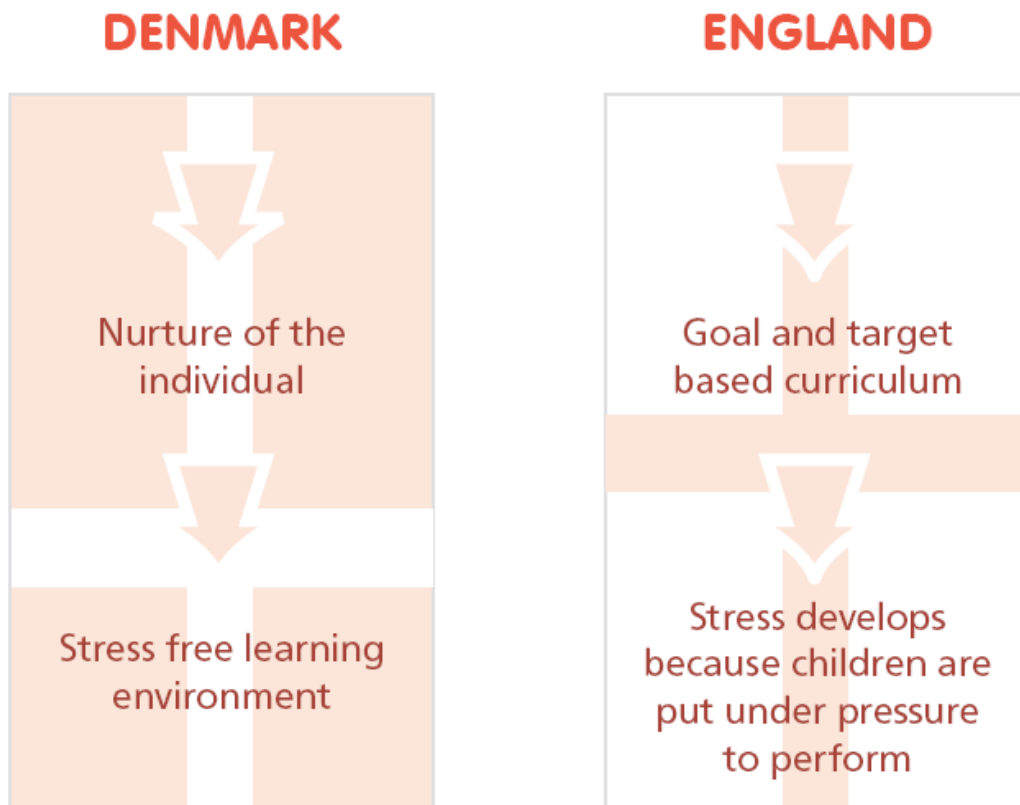 DENMARK
Nurture of the
individual
Stress free learning
environment
ENGLAND
Goal and target
based curriculum
Stress develops
because children are
put under pressure
to perform